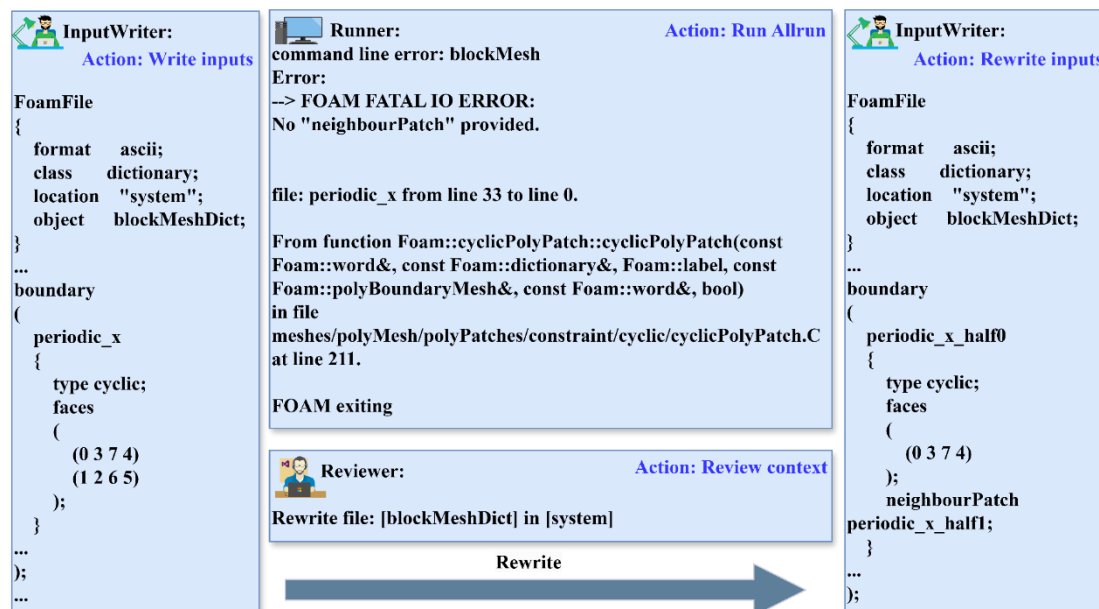 InputWriter:
Action: Write inputs
FoamFile
{
format ascii;
class dictionary;
location "system";
object blockMeshDict;
}
...
boundary
(
periodic_x
{
type cyclic;
faces
(
(0 3 7 4)
(1 2 6 5)
);
}
...
);
...
Runner:
Action: Run Allrun
command line error: blockMesh
Error:
--> FOAM FATAL IO ERROR:
No "neighbourPatch" provided.
file: periodic_x from line 33 to line 0.
From function Foam::cyclicPolyPatch::cyclicPolyPatch(const
Foam::word&, const Foam::dictionary&, Foam::label, const
Foam::polyBoundaryMesh&, const Foam::word&, bool)
in file
meshes/polyMesh/polyPatches/constraint/cyclic/cyclicPolyPatch.C
at line 211.
FOAM exiting
Reviewer:
Action: Review context
Rewrite file: [blockMeshDict] in [system]
Rewrite
InputWriter:
Action: Rewrite inputs
FoamFile
{
format ascii;
class dictionary;
location "system";
object blockMeshDict;
}
...
boundary
(
periodic_x_half0
{
type cyclic;
faces
(
(0 3 7 4)
);
neighbourPatch
periodic_x_half1;
}
...
);